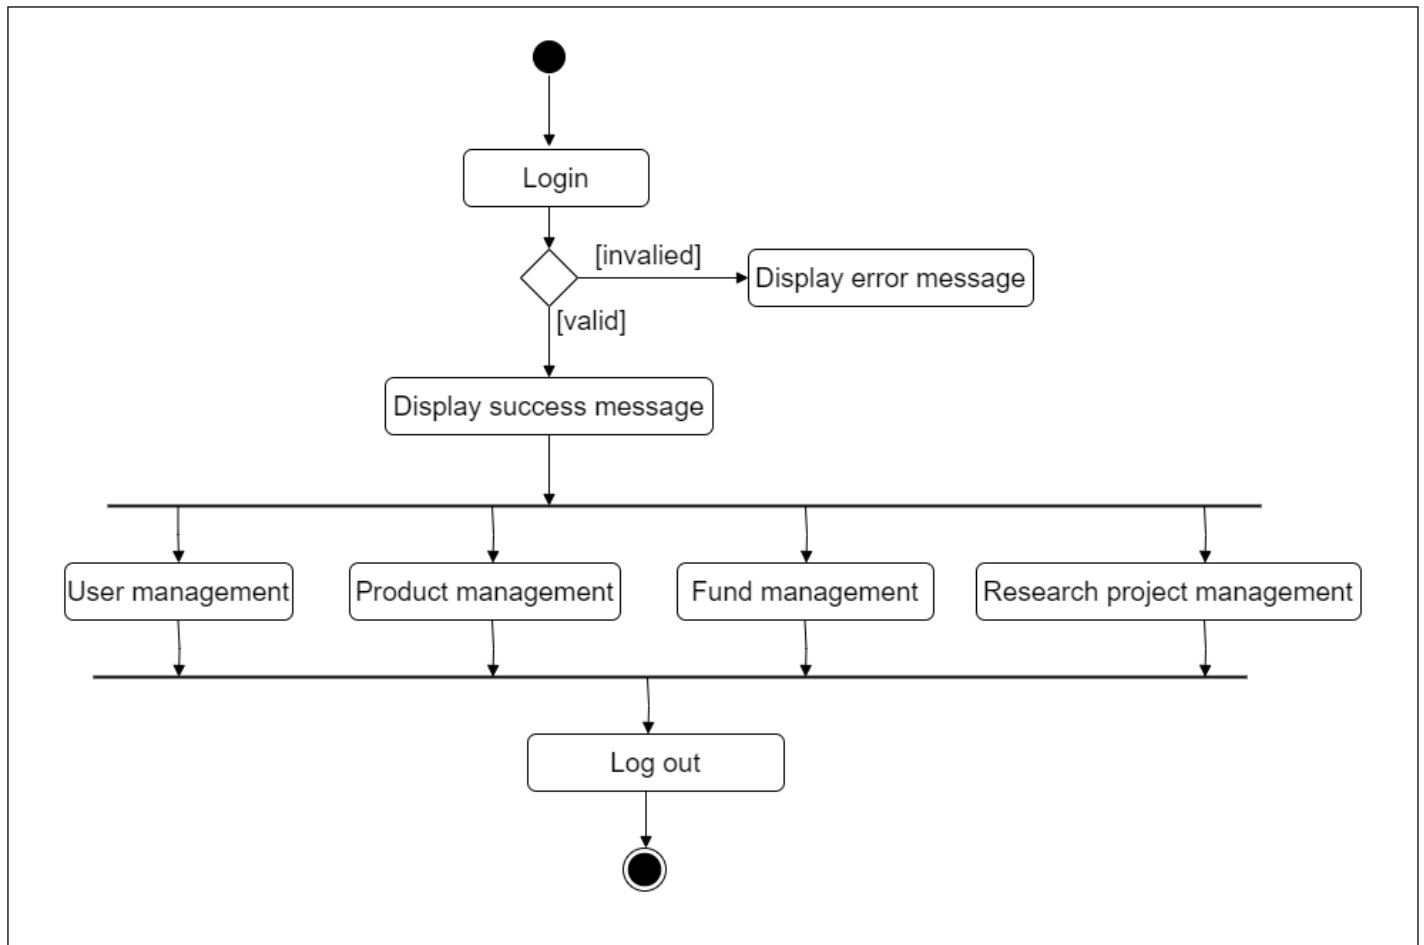 Login
[invalied]
Display error message
[valid]
Display success message
User management
Product management
Fund management
Research project management
Log out